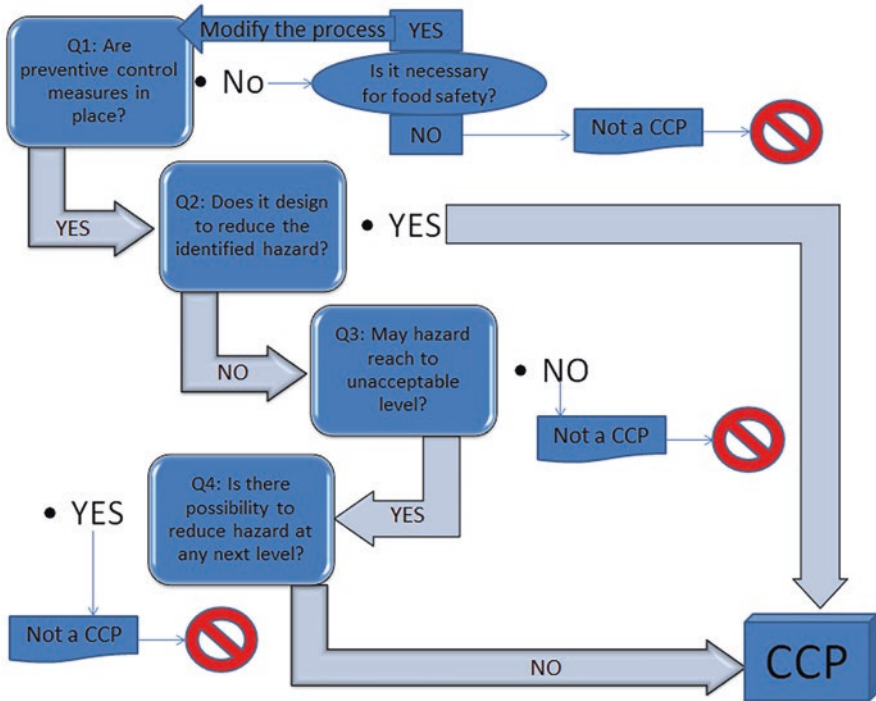 Modify the process
YES
Q1: Are
preventive control
measures in
place?
• No
Is it necessary
for food safety?
NO
Not a CCP
YES
Q2: Does it design
to reduce the
identified hazard?
• YES
NO
Q3: May hazard
reach to
unacceptable
level?
• NO
Not a CCP
YES
Q4: Is there
possibility to
reduce hazard at
any next level?
• YES
Not a CCP
NO
CCP